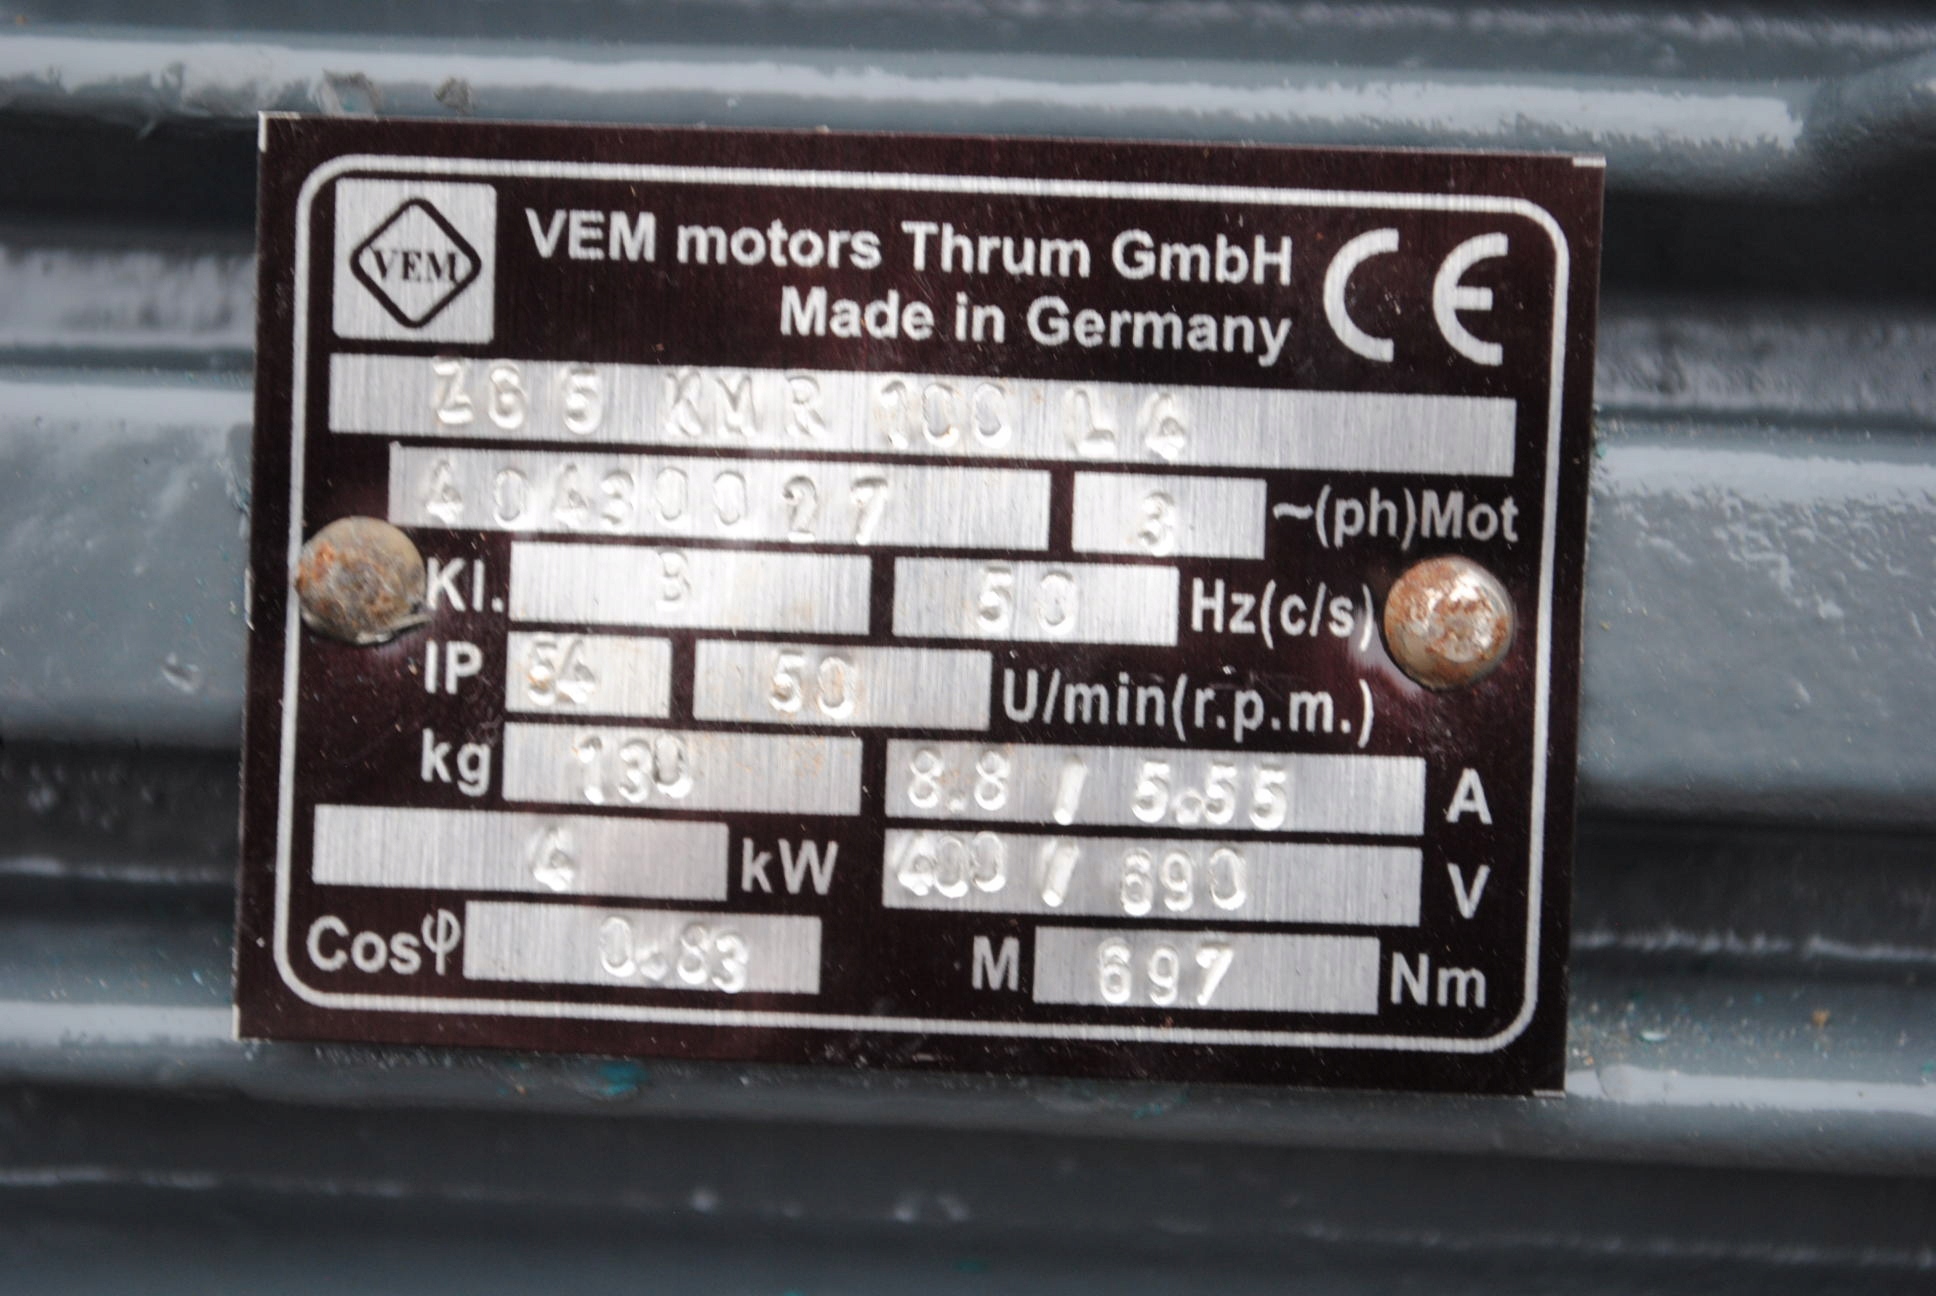 VEM
VEM motors Thrum GmbH CE
Made in Germany
ZG5 KMR 100 L4
40430027 3 ~(ph)Mot
Kl. B 50 Hz(c/s)
IP 54 50 U/min(r.p.m.)
kg 130 8.8 / 5.55 A
4 kW 400 / 690 V
Cosφ 0.83 M 697 Nm